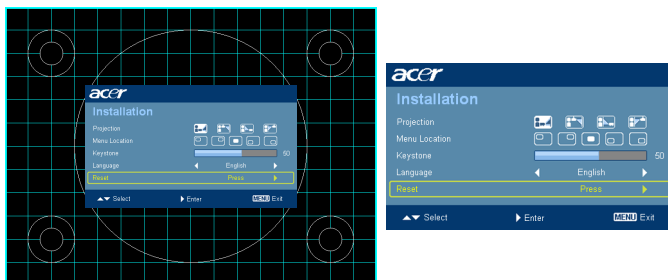 acer
Installation
Projection
Menu Location
Keystone 50
Language English
Reset Press
Select Enter MENU Exit
acer
Installation
Projection
Menu Location
Keystone 50
Language English
Reset Press
Select Enter MENU Exit